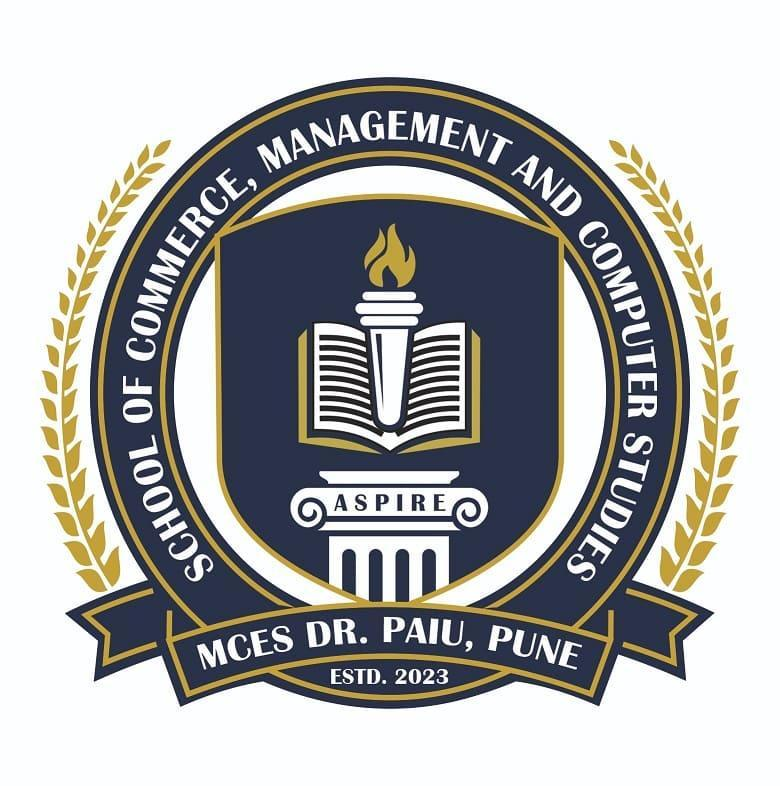 SCHOOL OF COMMERCE, MANAGEMENT AND COMPUTER STUDIES
ASPIRE
MCES DR. PAIU, PUNE
ESTD. 2023